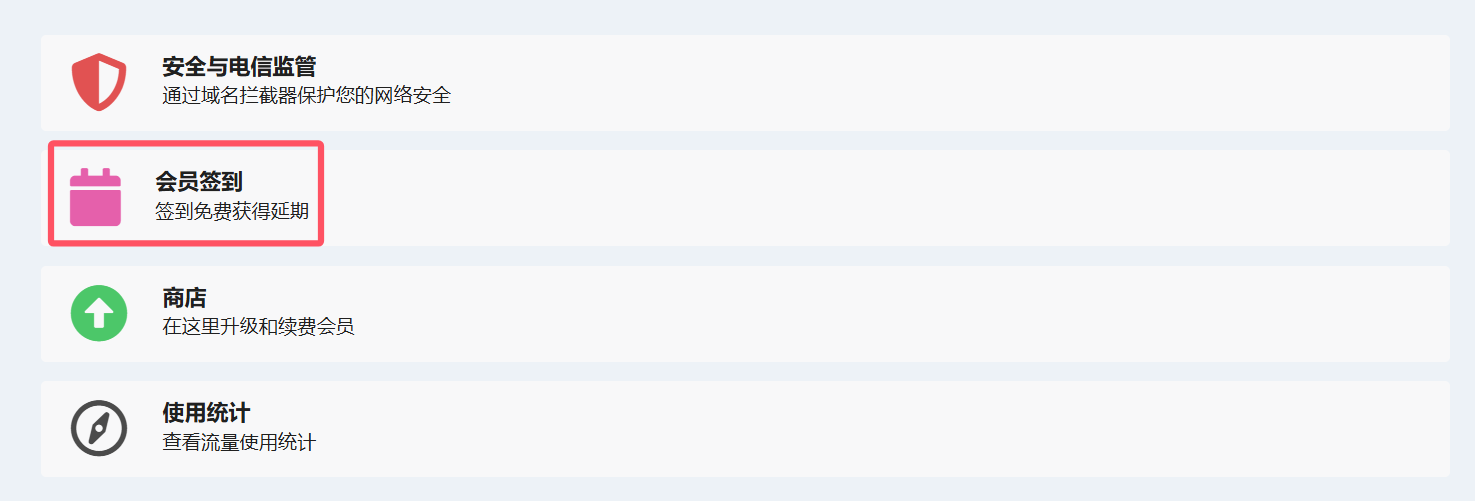 安全与电信监管
通过域名拦截器保护您的网络安全
会员签到
签到免费获得延期
商店
在这里升级和续费会员
使用统计
查看流量使用统计